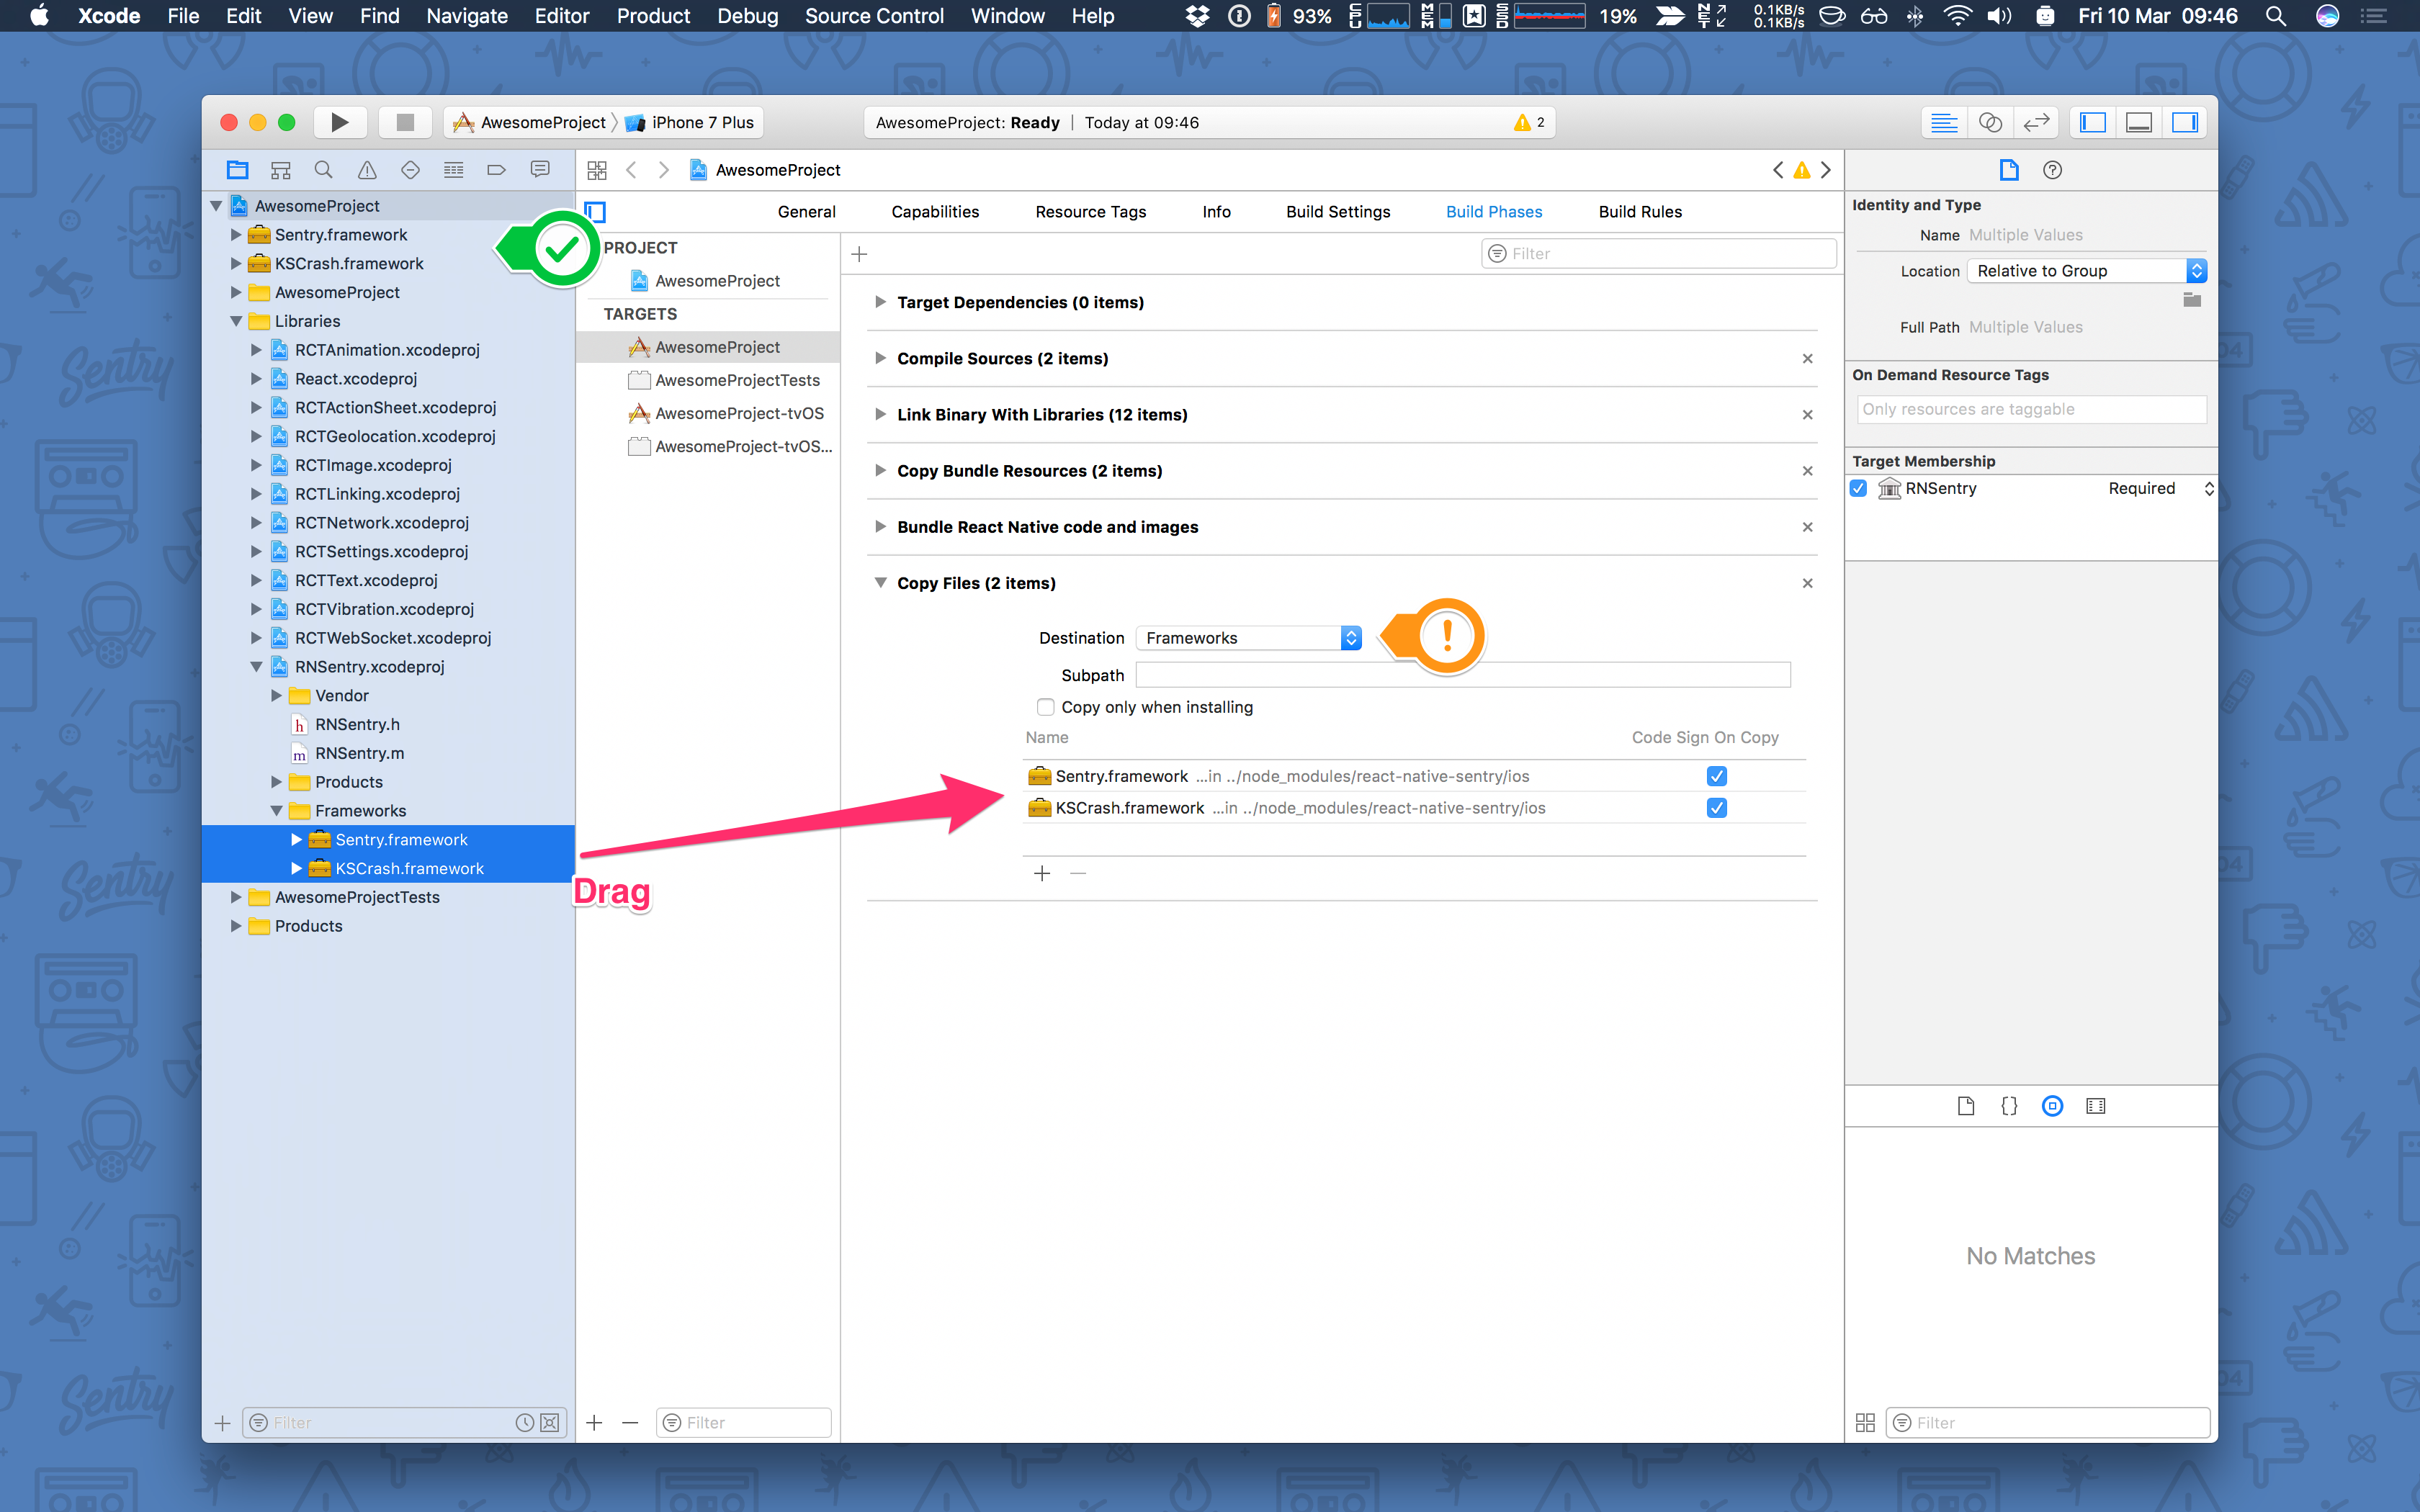 Xcode File Edit View Find Navigate Editor Product Debug Source Control Window Help
93% CPU MEM SSD 19% NET 0.1KB/s 0.1KB/s Fri 10 Mar 09:46
AwesomeProject iPhone 7 Plus
AwesomeProject: Ready | Today at 09:46 2
AwesomeProject
AwesomeProject
Sentry.framework
KSCrash.framework
AwesomeProject
Libraries
RCTAnimation.xcodeproj
React.xcodeproj
RCTActionSheet.xcodeproj
RCTGeolocation.xcodeproj
RCTImage.xcodeproj
RCTLinking.xcodeproj
RCTNetwork.xcodeproj
RCTSettings.xcodeproj
RCTText.xcodeproj
RCTVibration.xcodeproj
RCTWebSocket.xcodeproj
RNSentry.xcodeproj
Vendor
h RNSentry.h
m RNSentry.m
Products
Frameworks
Sentry.framework
KSCrash.framework
AwesomeProjectTests
Products
Filter
General Capabilities Resource Tags Info Build Settings Build Phases Build Rules
PROJECT
AwesomeProject
TARGETS
AwesomeProject
AwesomeProjectTests
AwesomeProject-tvOS
AwesomeProject-tvOS...
Filter
Filter
Target Dependencies (0 items)
Compile Sources (2 items)
Link Binary With Libraries (12 items)
Copy Bundle Resources (2 items)
Bundle React Native code and images
Copy Files (2 items)
Destination Frameworks
!
Subpath
Copy only when installing
Name Code Sign On Copy
Sentry.framework ...in ../node_modules/react-native-sentry/ios
KSCrash.framework ...in ../node_modules/react-native-sentry/ios
Drag
Identity and Type
Name Multiple Values
Location Relative to Group
Full Path Multiple Values
On Demand Resource Tags
Only resources are taggable
Target Membership
RNSentry Required
No Matches
Filter
Sentry
Sentry
Sentry